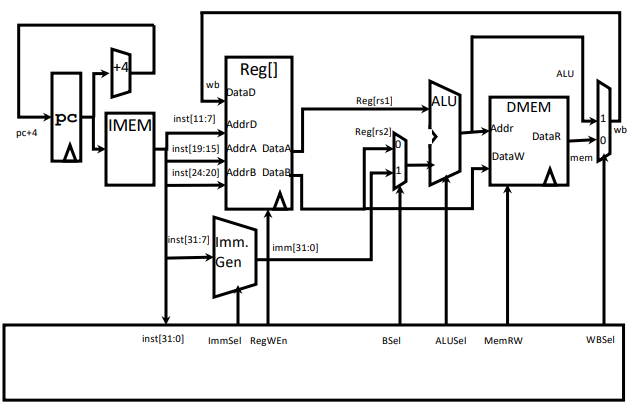 +4
pc
pc+4
IMEM
wb
Reg[]
DataD
inst[11:7]
AddrD
inst[19:15]
AddrA DataA
inst[24:20]
AddrB DataB
Reg[rs1]
Reg[rs2]
0
1
ALU
DMEM
Addr
DataR
DataW
ALU
1
0
wb
mem
inst[31:7]
Imm.
Gen
imm[31:0]
inst[31:0]
ImmSel
RegWEn
BSel
ALUSel
MemRW
WBSel